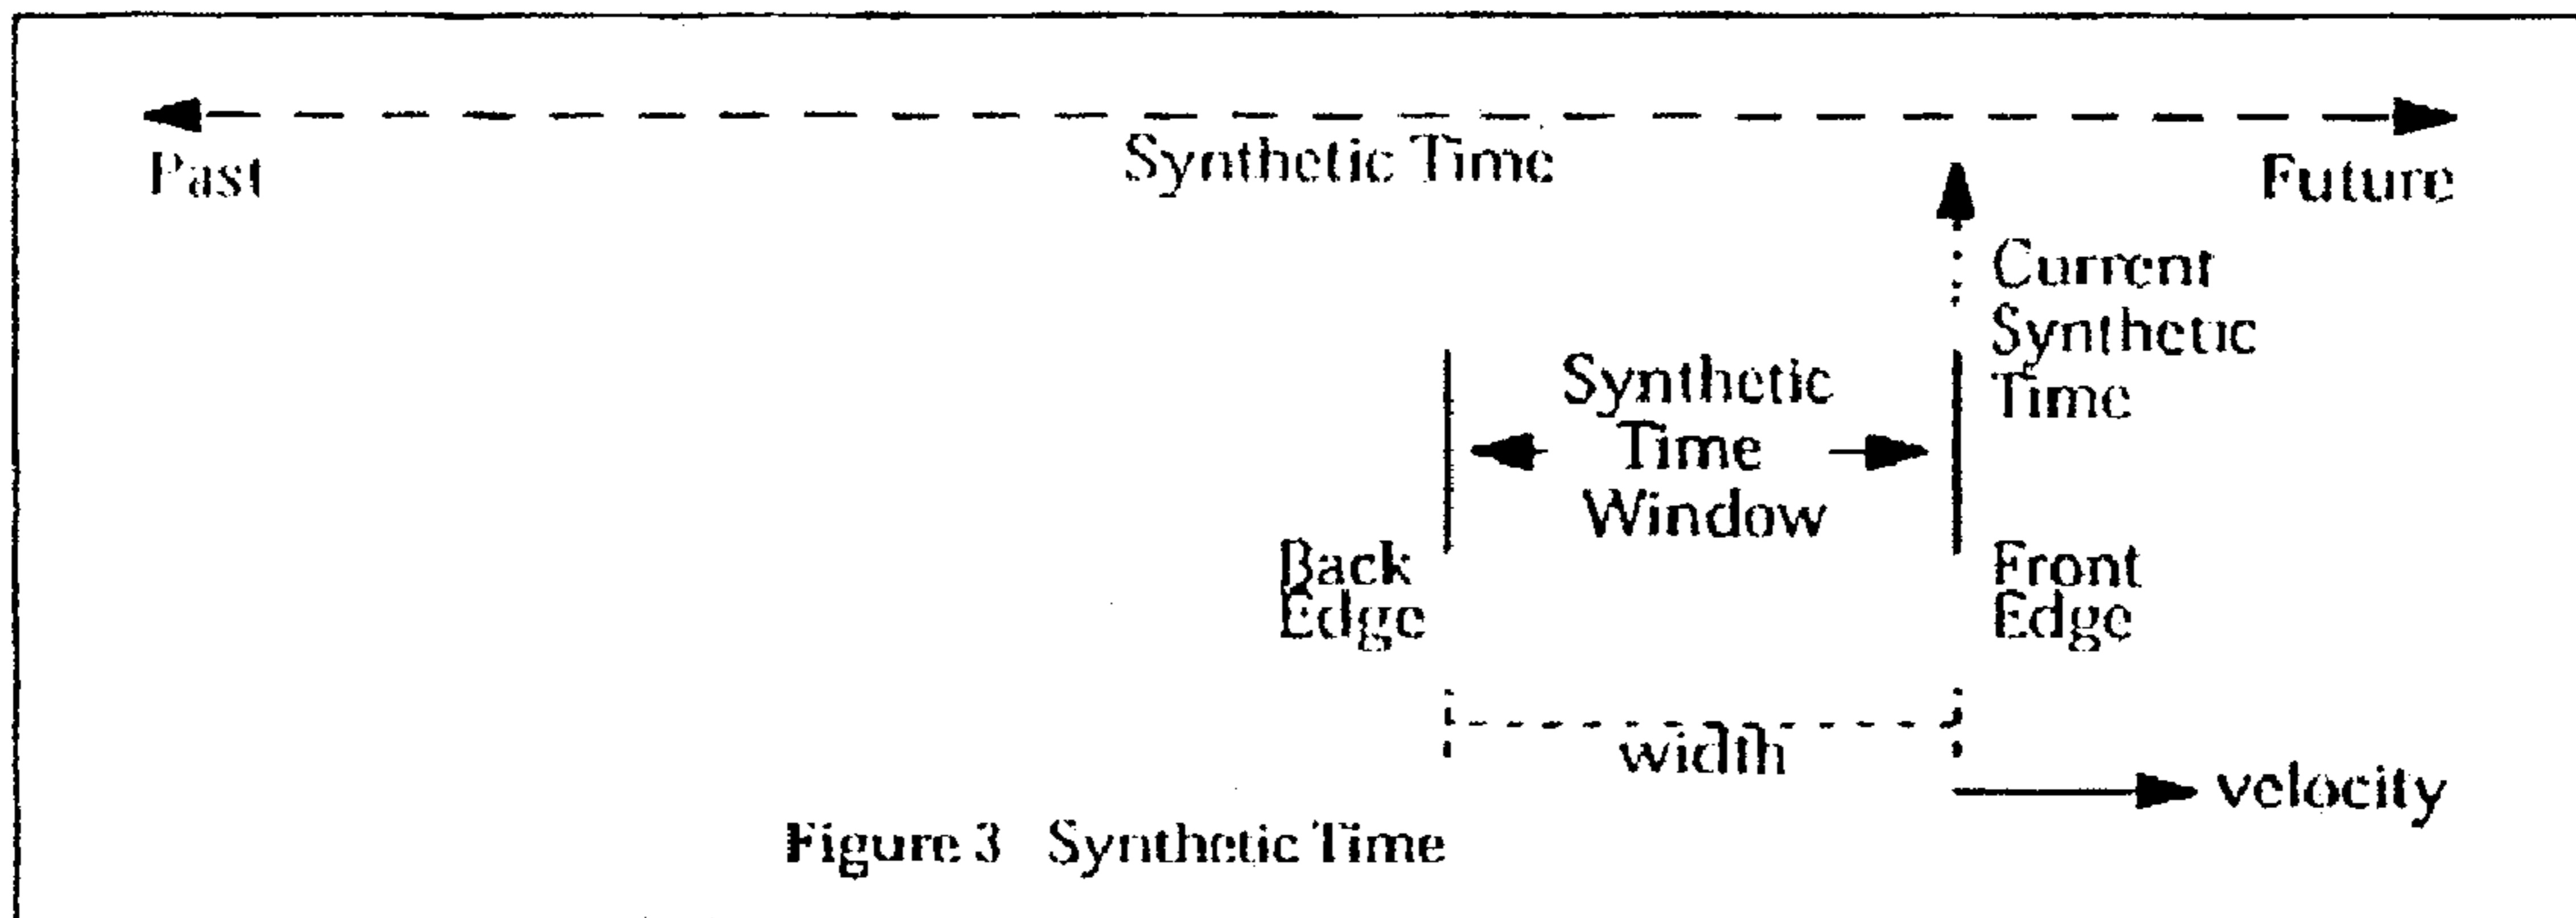 Past
Synthetic Time
Future
Current
Synthetic
Time
Synthetic
Time
Window
Back
Edge
Front
Edge
width
velocity
Figure 3 Synthetic Time